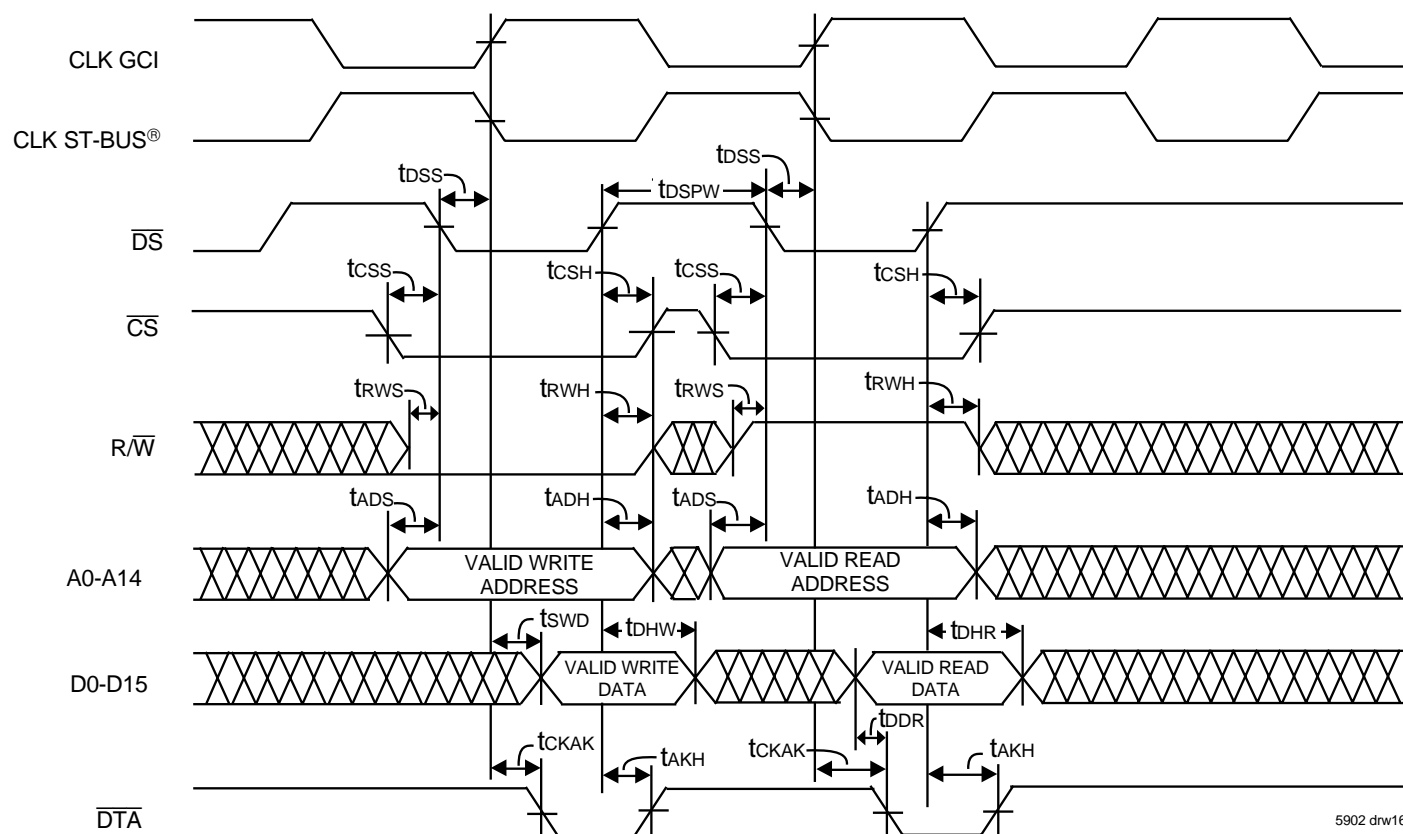 CLK GCI
CLK ST-BUS®
tDSS
tDSPW
tDSS
DS
tCSS
tCSH
tCSS
tCSH
CS
tRWS
tRWH
tRWS
tRWH
R/W
tADS
tADH
tADS
tADH
A0-A14
VALID WRITE
ADDRESS
VALID READ
ADDRESS
tSWD
tDHW
tDHR
D0-D15
VALID WRITE
DATA
VALID READ
DATA
tDDR
tCKAK
tAKH
tCKAK
tAKH
DTA
5902 drw16